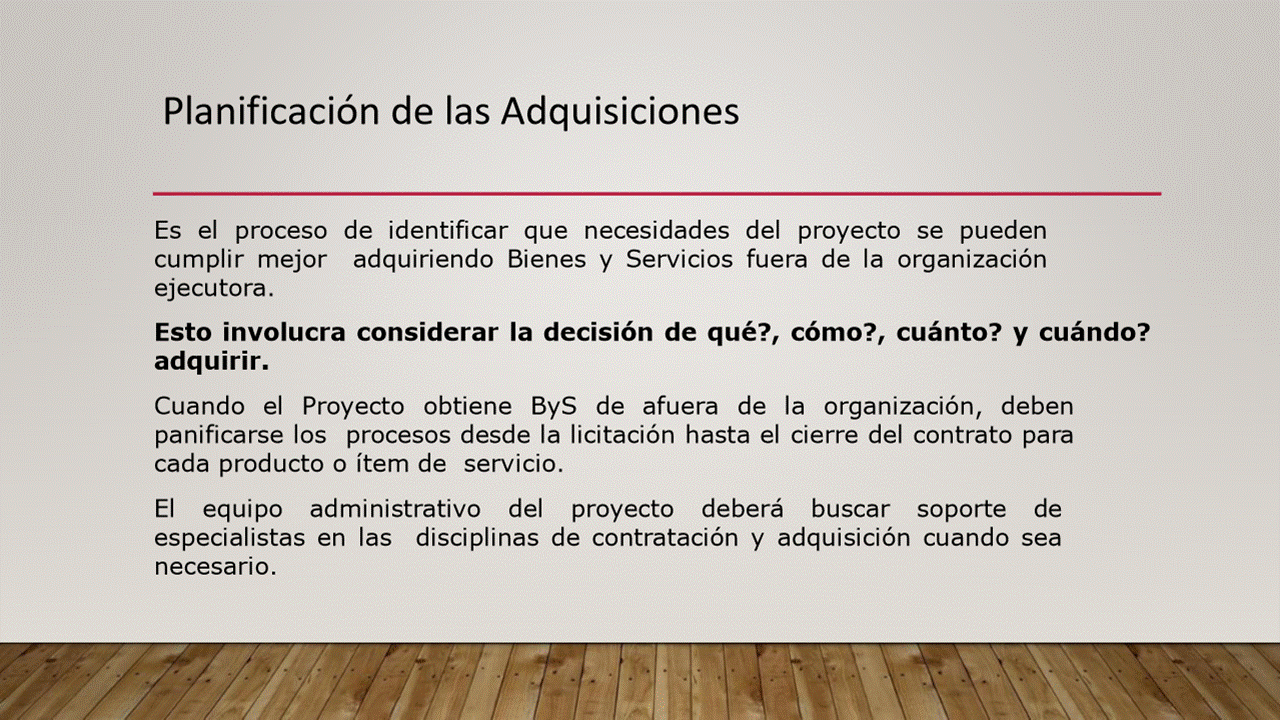 Planificación de las Adquisiciones
Es el proceso de identificar que necesidades del proyecto se pueden
cumplir mejor adquiriendo Bienes y Servicios fuera de la organización
ejecutora.
Esto involucra considerar la decisión de qué?, cómo?, cuánto? y cuándo?
adquirir.
Cuando el Proyecto obtiene ByS de afuera de la organización, deben
panificarse los procesos desde la licitación hasta el cierre del contrato para
cada producto o ítem de servicio.
El equipo administrativo del proyecto deberá buscar soporte de
especialistas en las disciplinas de contratación y adquisición cuando sea
necesario.